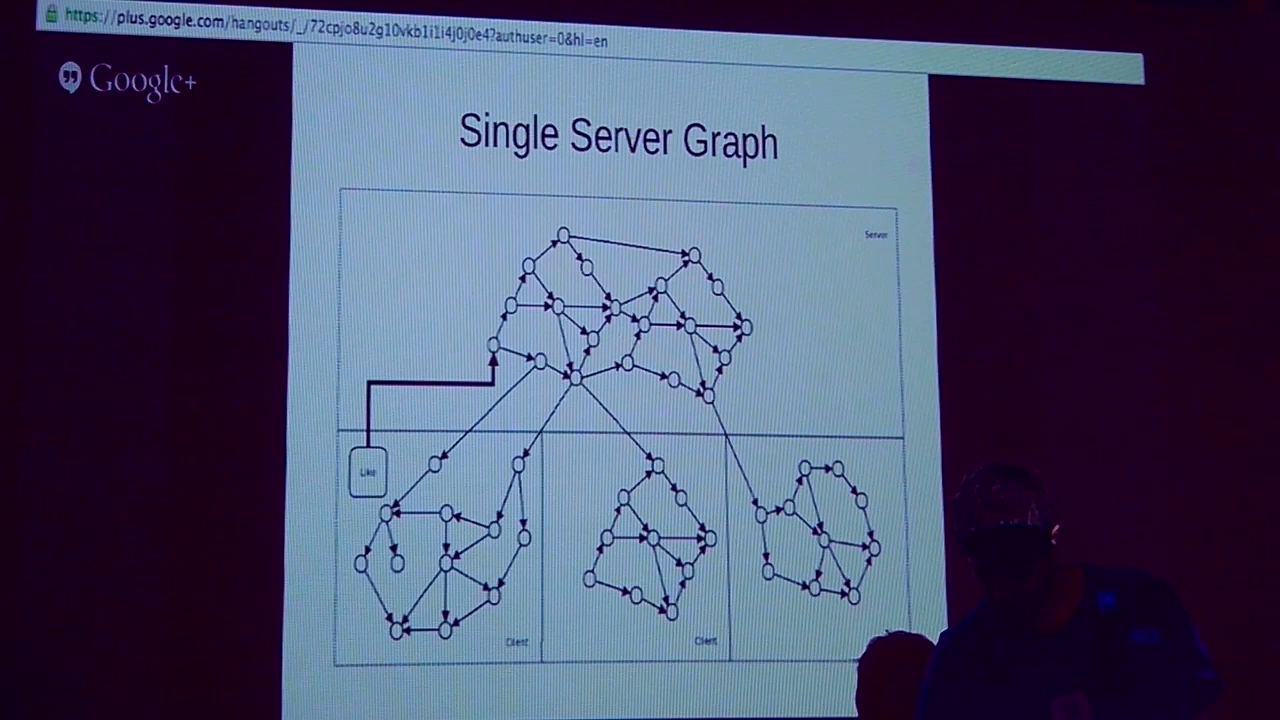 https://plus.google.com/hangouts/_/72cpjo8u2g10vkb1i1i4j0j0e4?authuser=0&hl=en
Google+
Single Server Graph
Server
Like
Client
Client